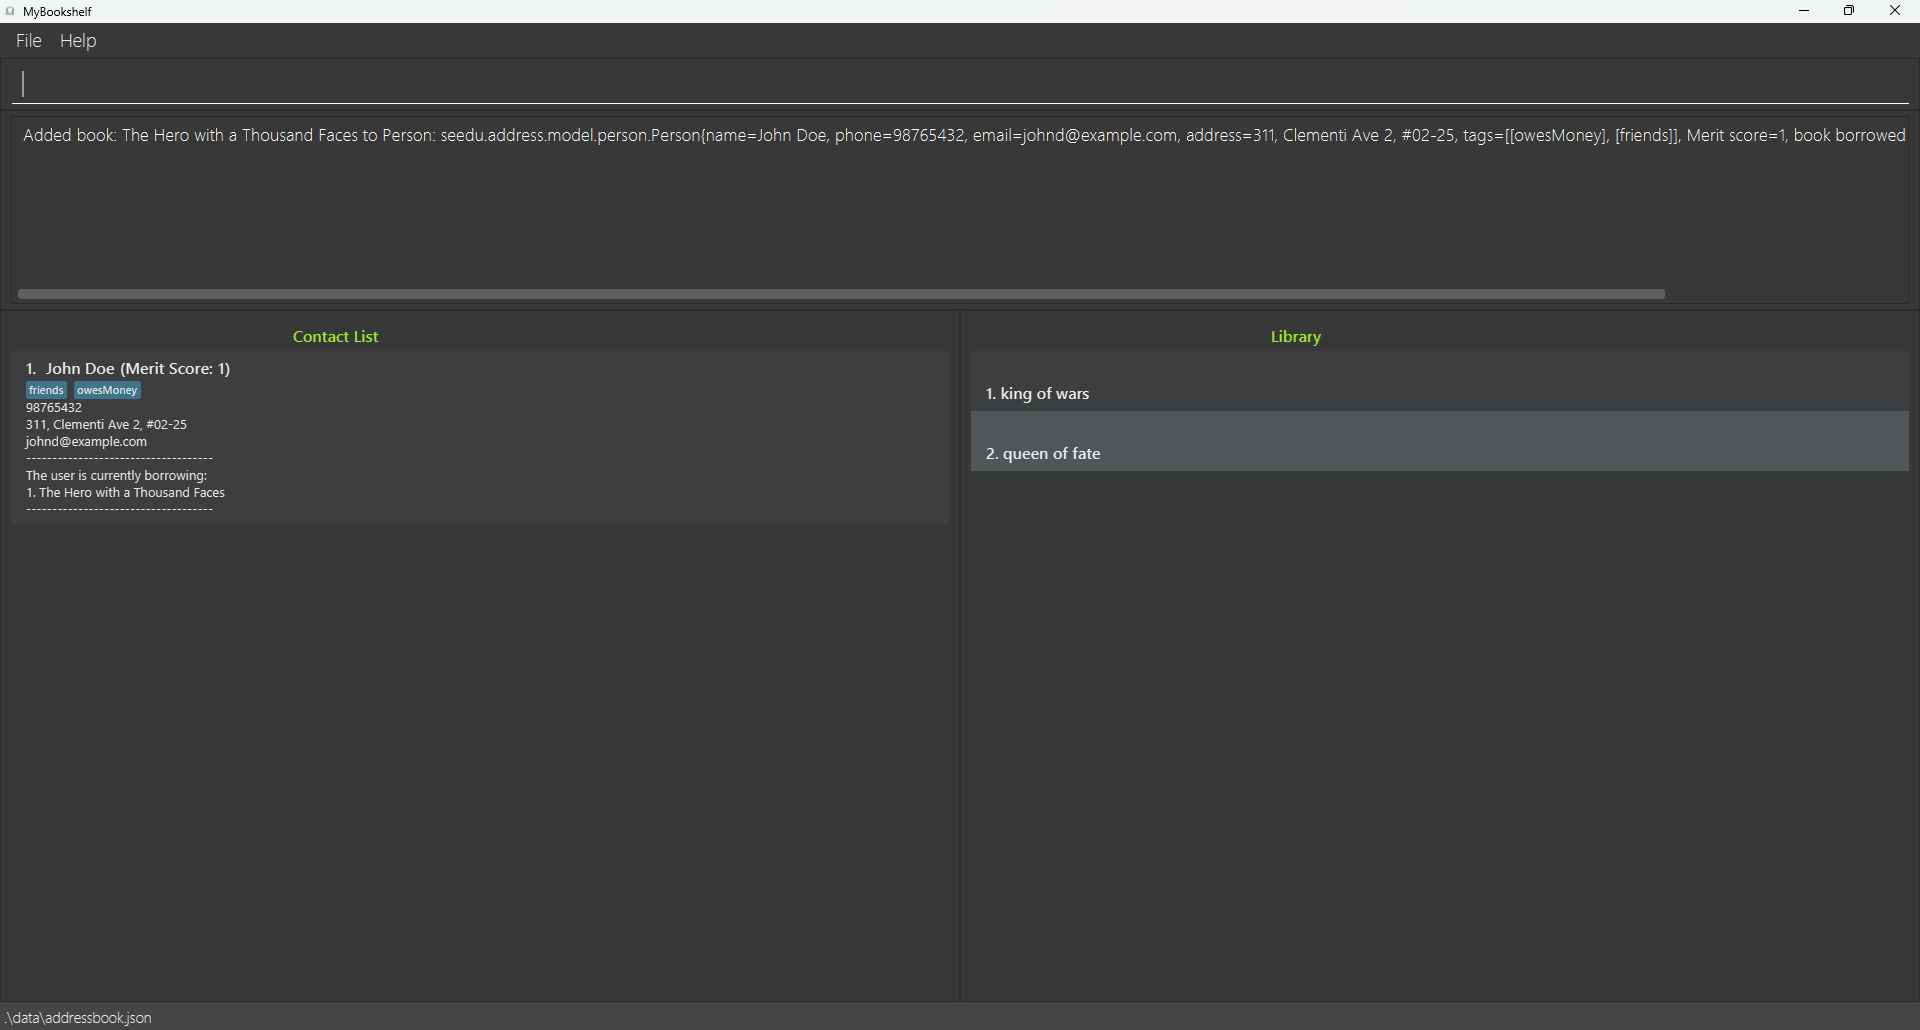 MyBookshelf
File Help
Added book: The Hero with a Thousand Faces to Person: seedu.address.model.person.Person{name=John Doe, phone=98765432, email=johnd@example.com, address=311, Clementi Ave 2, #02-25, tags=[[owesMoney], [friends]], Merit score=1, book borrowed
Contact List
1. John Doe (Merit Score: 1)
friends owesMoney
98765432
311, Clementi Ave 2, #02-25
johnd@example.com
------------------------------------
The user is currently borrowing:
1. The Hero with a Thousand Faces
------------------------------------
Library
1. king of wars
2. queen of fate
.\data\addressbook.json